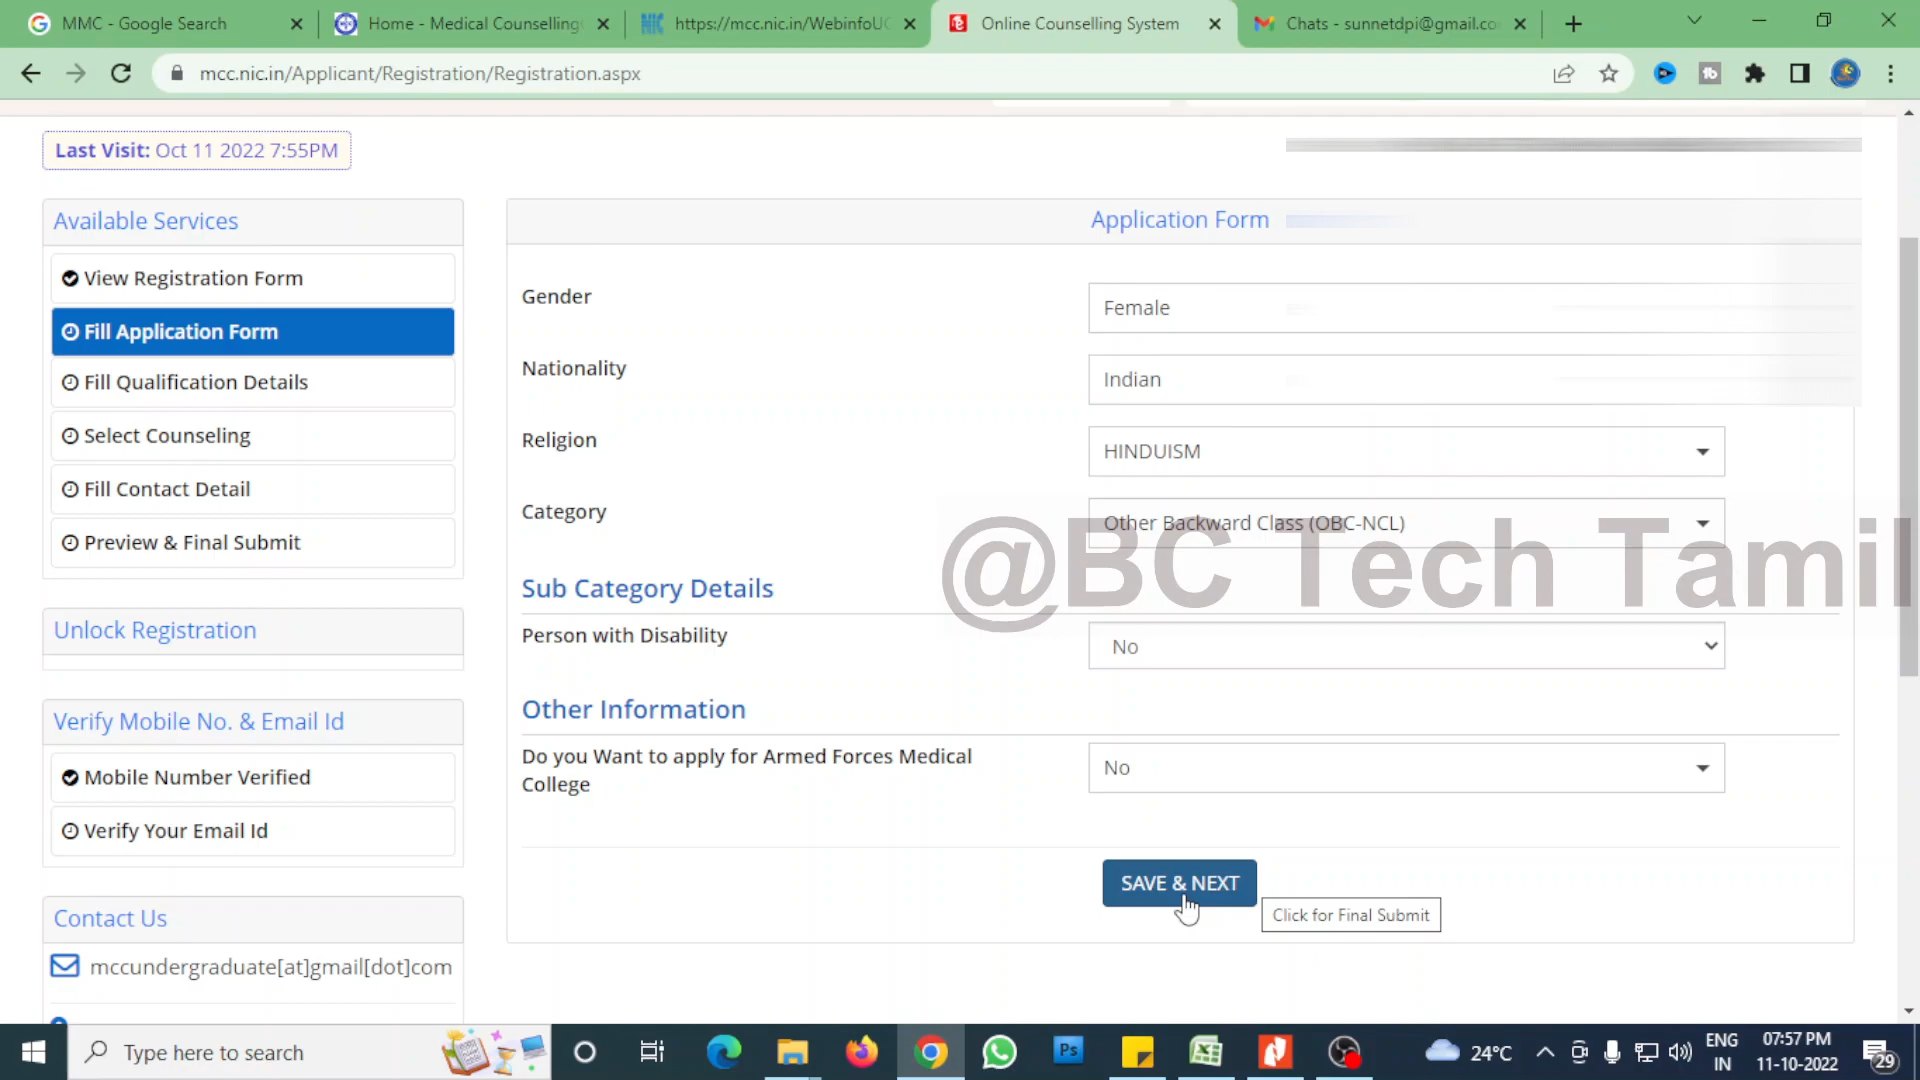 MMC - Google Search
Home - Medical Counselling
https://mcc.nic.in/WebinfoUG
Online Counselling System
Chats - sunnetdpi@gmail.co
mcc.nic.in/Applicant/Registration/Registration.aspx
Last Visit: Oct 11 2022 7:55PM
Available Services
View Registration Form
Fill Application Form
Fill Qualification Details
Select Counseling
Fill Contact Detail
Preview & Final Submit
Unlock Registration
Verify Mobile No. & Email Id
Mobile Number Verified
Verify Your Email Id
Contact Us
mccundergraduate[at]gmail[dot]com
Application Form
Gender
Female
Nationality
Indian
Religion
HINDUISM
Category
Other Backward Class (OBC-NCL)
@BC Tech Tamil
Sub Category Details
Person with Disability
No
Other Information
Do you Want to apply for Armed Forces Medical
College
No
SAVE & NEXT
Click for Final Submit
Type here to search
Ps
24°C
ENG
IN
07:57 PM
11-10-2022
29